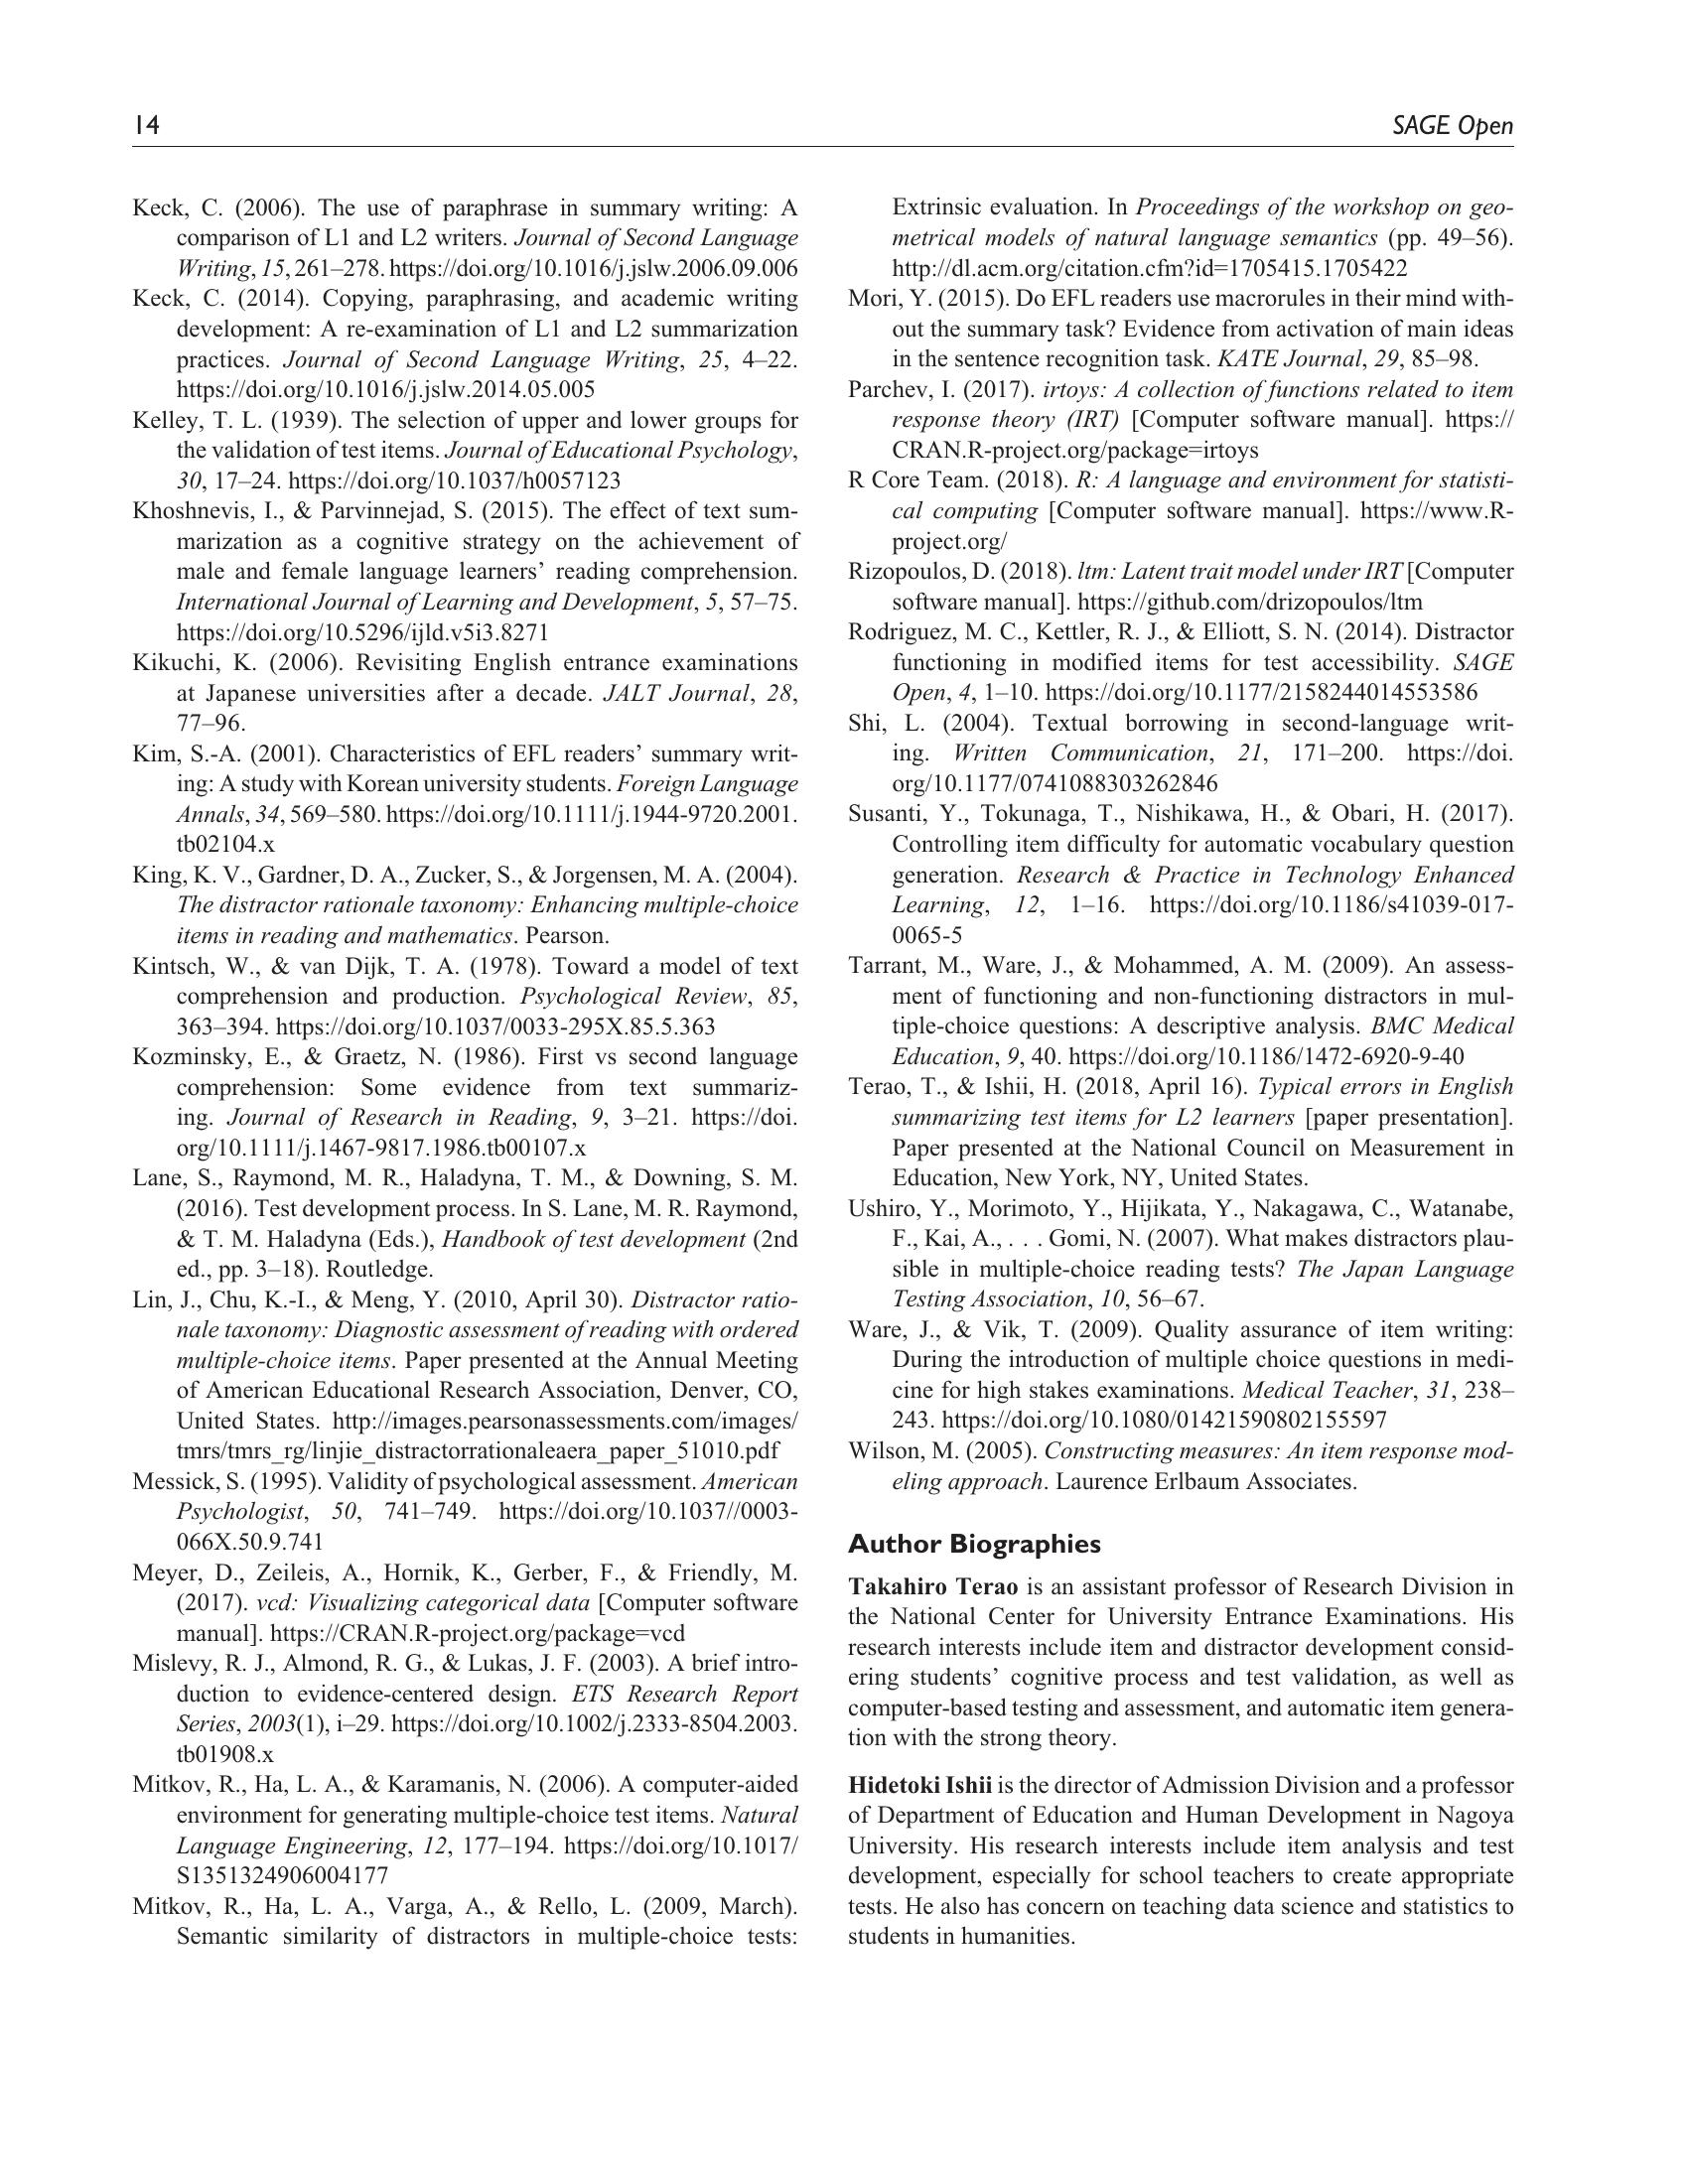 14
SAGE Open
Keck, C. (2006). The use of paraphrase in summary writing: A
comparison of L1 and L2 writers. Journal of Second Language
Writing, 15, 261–278. https://doi.org/10.1016/j.jslw.2006.09.006
Keck, C. (2014). Copying, paraphrasing, and academic writing
development: A re-examination of L1 and L2 summarization
practices. Journal of Second Language Writing, 25, 4–22.
https://doi.org/10.1016/j.jslw.2014.05.005
Kelley, T. L. (1939). The selection of upper and lower groups for
the validation of test items. Journal of Educational Psychology,
30, 17–24. https://doi.org/10.1037/h0057123
Khoshnevis, I., & Parvinnejad, S. (2015). The effect of text sum-
marization as a cognitive strategy on the achievement of
male and female language learners’ reading comprehension.
International Journal of Learning and Development, 5, 57–75.
https://doi.org/10.5296/ijld.v5i3.8271
Kikuchi, K. (2006). Revisiting English entrance examinations
at Japanese universities after a decade. JALT Journal, 28,
77–96.
Kim, S.-A. (2001). Characteristics of EFL readers’ summary writ-
ing: A study with Korean university students. Foreign Language
Annals, 34, 569–580. https://doi.org/10.1111/j.1944-9720.2001.
tb02104.x
King, K. V., Gardner, D. A., Zucker, S., & Jorgensen, M. A. (2004).
The distractor rationale taxonomy: Enhancing multiple-choice
items in reading and mathematics. Pearson.
Kintsch, W., & van Dijk, T. A. (1978). Toward a model of text
comprehension and production. Psychological Review, 85,
363–394. https://doi.org/10.1037/0033-295X.85.5.363
Kozminsky, E., & Graetz, N. (1986). First vs second language
comprehension: Some evidence from text summariz-
ing. Journal of Research in Reading, 9, 3–21. https://doi.
org/10.1111/j.1467-9817.1986.tb00107.x
Lane, S., Raymond, M. R., Haladyna, T. M., & Downing, S. M.
(2016). Test development process. In S. Lane, M. R. Raymond,
& T. M. Haladyna (Eds.), Handbook of test development (2nd
ed., pp. 3–18). Routledge.
Lin, J., Chu, K.-I., & Meng, Y. (2010, April 30). Distractor ratio-
nale taxonomy: Diagnostic assessment of reading with ordered
multiple-choice items. Paper presented at the Annual Meeting
of American Educational Research Association, Denver, CO,
United States. http://images.pearsonassessments.com/images/
tmrs/tmrs_rg/linjie_distractorrationaleaera_paper_51010.pdf
Messick, S. (1995). Validity of psychological assessment. American
Psychologist, 50, 741–749. https://doi.org/10.1037//0003-
066X.50.9.741
Meyer, D., Zeileis, A., Hornik, K., Gerber, F., & Friendly, M.
(2017). vcd: Visualizing categorical data [Computer software
manual]. https://CRAN.R-project.org/package=vcd
Mislevy, R. J., Almond, R. G., & Lukas, J. F. (2003). A brief intro-
duction to evidence-centered design. ETS Research Report
Series, 2003(1), i–29. https://doi.org/10.1002/j.2333-8504.2003.
tb01908.x
Mitkov, R., Ha, L. A., & Karamanis, N. (2006). A computer-aided
environment for generating multiple-choice test items. Natural
Language Engineering, 12, 177–194. https://doi.org/10.1017/
S1351324906004177
Mitkov, R., Ha, L. A., Varga, A., & Rello, L. (2009, March).
Semantic similarity of distractors in multiple-choice tests:
Extrinsic evaluation. In Proceedings of the workshop on geo-
metrical models of natural language semantics (pp. 49–56).
http://dl.acm.org/citation.cfm?id=1705415.1705422
Mori, Y. (2015). Do EFL readers use macrorules in their mind with-
out the summary task? Evidence from activation of main ideas
in the sentence recognition task. KATE Journal, 29, 85–98.
Parchev, I. (2017). irtoys: A collection of functions related to item
response theory (IRT) [Computer software manual]. https://
CRAN.R-project.org/package=irtoys
R Core Team. (2018). R: A language and environment for statisti-
cal computing [Computer software manual]. https://www.R-
project.org/
Rizopoulos, D. (2018). ltm: Latent trait model under IRT [Computer
software manual]. https://github.com/drizopoulos/ltm
Rodriguez, M. C., Kettler, R. J., & Elliott, S. N. (2014). Distractor
functioning in modified items for test accessibility. SAGE
Open, 4, 1–10. https://doi.org/10.1177/2158244014553586
Shi, L. (2004). Textual borrowing in second-language writ-
ing. Written Communication, 21, 171–200. https://doi.
org/10.1177/0741088303262846
Susanti, Y., Tokunaga, T., Nishikawa, H., & Obari, H. (2017).
Controlling item difficulty for automatic vocabulary question
generation. Research & Practice in Technology Enhanced
Learning, 12, 1–16. https://doi.org/10.1186/s41039-017-
0065-5
Tarrant, M., Ware, J., & Mohammed, A. M. (2009). An assess-
ment of functioning and non-functioning distractors in mul-
tiple-choice questions: A descriptive analysis. BMC Medical
Education, 9, 40. https://doi.org/10.1186/1472-6920-9-40
Terao, T., & Ishii, H. (2018, April 16). Typical errors in English
summarizing test items for L2 learners [paper presentation].
Paper presented at the National Council on Measurement in
Education, New York, NY, United States.
Ushiro, Y., Morimoto, Y., Hijikata, Y., Nakagawa, C., Watanabe,
F., Kai, A., . . . Gomi, N. (2007). What makes distractors plau-
sible in multiple-choice reading tests? The Japan Language
Testing Association, 10, 56–67.
Ware, J., & Vik, T. (2009). Quality assurance of item writing:
During the introduction of multiple choice questions in medi-
cine for high stakes examinations. Medical Teacher, 31, 238–
243. https://doi.org/10.1080/01421590802155597
Wilson, M. (2005). Constructing measures: An item response mod-
eling approach. Laurence Erlbaum Associates.
Author Biographies
Takahiro Terao is an assistant professor of Research Division in
the National Center for University Entrance Examinations. His
research interests include item and distractor development consid-
ering students’ cognitive process and test validation, as well as
computer-based testing and assessment, and automatic item genera-
tion with the strong theory.
Hidetoki Ishii is the director of Admission Division and a professor
of Department of Education and Human Development in Nagoya
University. His research interests include item analysis and test
development, especially for school teachers to create appropriate
tests. He also has concern on teaching data science and statistics to
students in humanities.